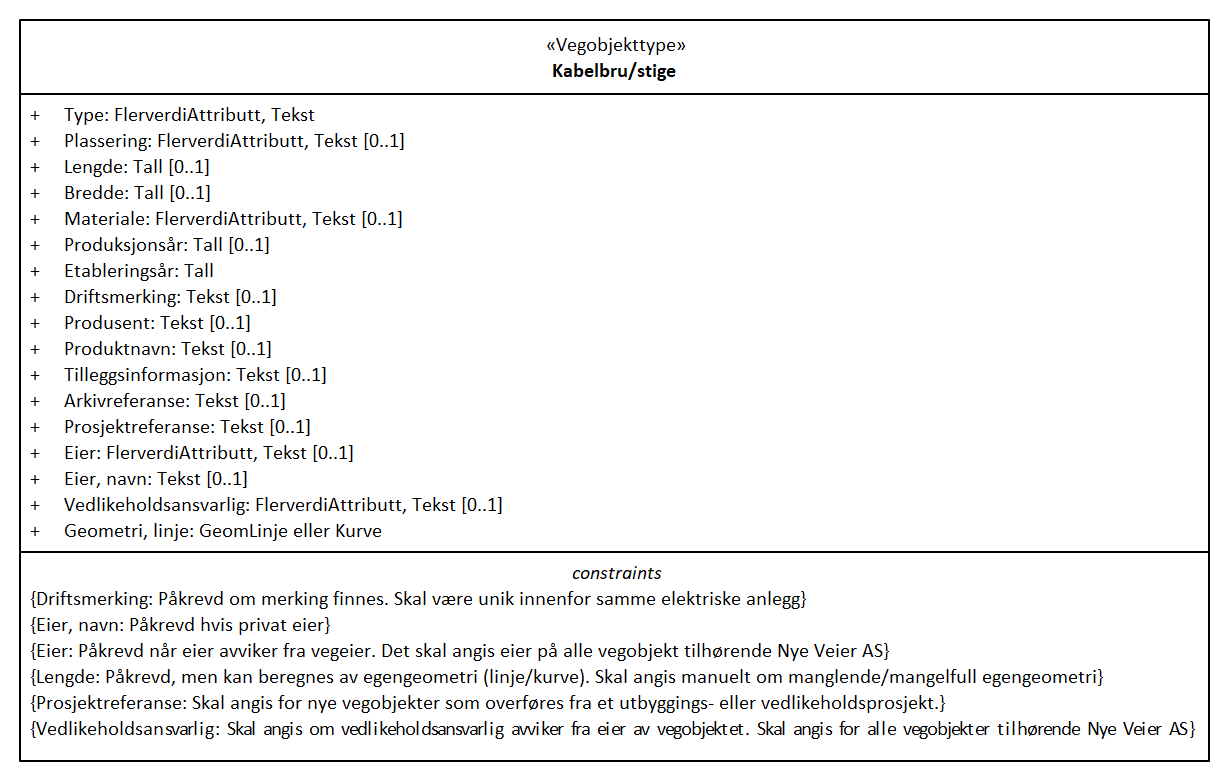 «Vegobjekttype»
Kabelbru/stige
+ Type: FlerverdiAttributt, Tekst
+ Plassering: FlerverdiAttributt, Tekst [0..1]
+ Lengde: Tall [0..1]
+ Bredde: Tall [0..1]
+ Materiale: FlerverdiAttributt, Tekst [0..1]
+ Produksjonsår: Tall [0..1]
+ Etableringsår: Tall
+ Driftsmerking: Tekst [0..1]
+ Produsent: Tekst [0..1]
+ Produktnavn: Tekst [0..1]
+ Tilleggsinformasjon: Tekst [0..1]
+ Arkivreferanse: Tekst [0..1]
+ Prosjektreferanse: Tekst [0..1]
+ Eier: FlerverdiAttributt, Tekst [0..1]
+ Eier, navn: Tekst [0..1]
+ Vedlikeholdsansvarlig: FlerverdiAttributt, Tekst [0..1]
+ Geometri, linje: GeomLinje eller Kurve
constraints
{Driftsmerking: Påkrevd om merking finnes. Skal være unik innenfor samme elektriske anlegg}
{Eier, navn: Påkrevd hvis privat eier}
{Eier: Påkrevd når eier avviker fra vegeier. Det skal angis eier på alle vegobjekt tilhørende Nye Veier AS}
{Lengde: Påkrevd, men kan beregnes av egengeometri (linje/kurve). Skal angis manuelt om manglende/mangelfull egengeometri}
{Prosjektreferanse: Skal angis for nye vegobjekter som overføres fra et utbyggings- eller vedlikeholdsprosjekt.}
{Vedlikeholdsansvarlig: Skal angis om vedlikeholdsansvarlig avviker fra eier av vegobjektet. Skal angis for alle vegobjekter tilhørende Nye Veier AS}